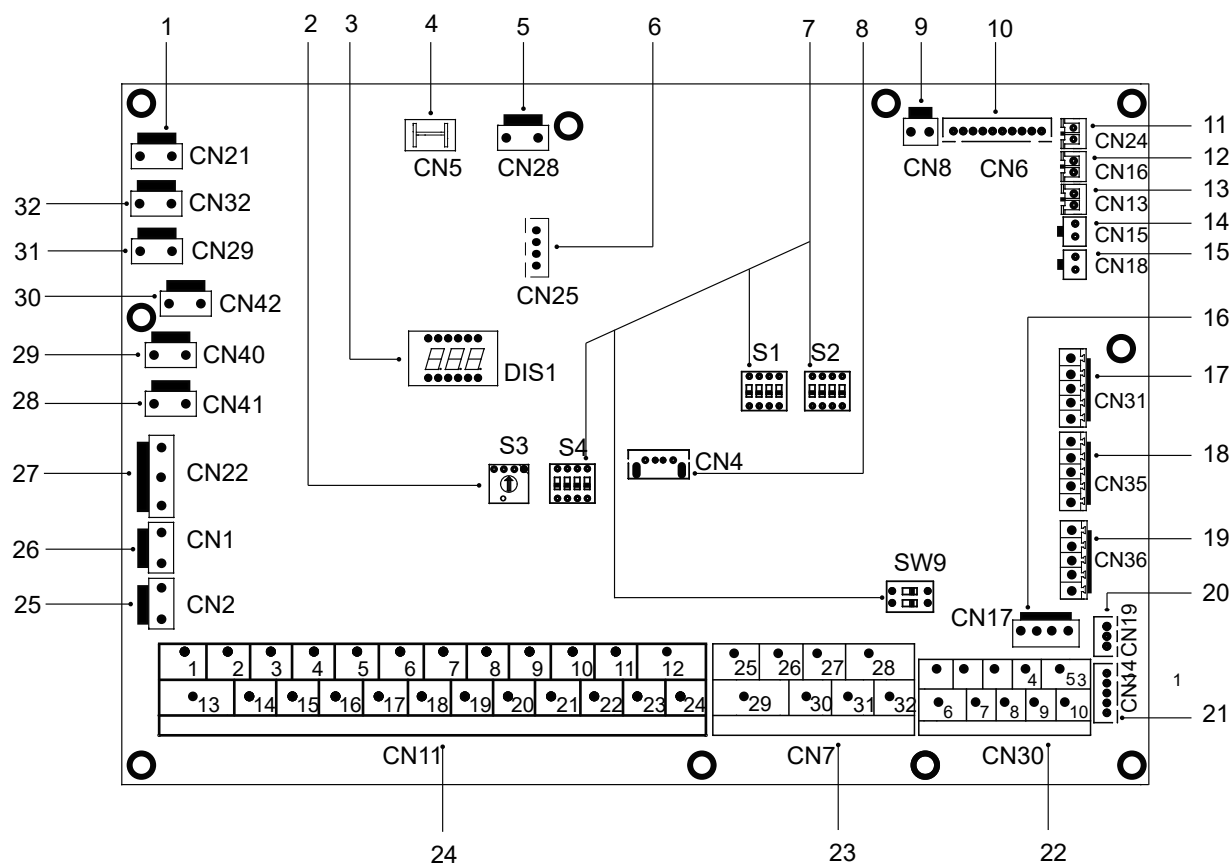 1 2 3 4 5 6 7 8 9 10
11
CN24
12
CN16
13
CN13
14
CN15
15
CN18
CN21
CN5
CN28
CN8
CN6
32
CN32
31
CN29
CN25
30
CN42
16
29
CN40
DIS1
S1
S2
17
CN31
28
CN41
27
CN22
S3
S4
CN4
18
CN35
26
CN1
19
CN36
SW9
20
25
CN2
CN17
CN19
1 2 3 4 5 6 7 8 9 10 11 12
25 26 27 28
4 53
CN14
1
13 14 15 16 17 18 19 20 21 22 23 24
29 30 31 32
6 7 8 9 10
21
CN11
CN7
CN30
24
23
22